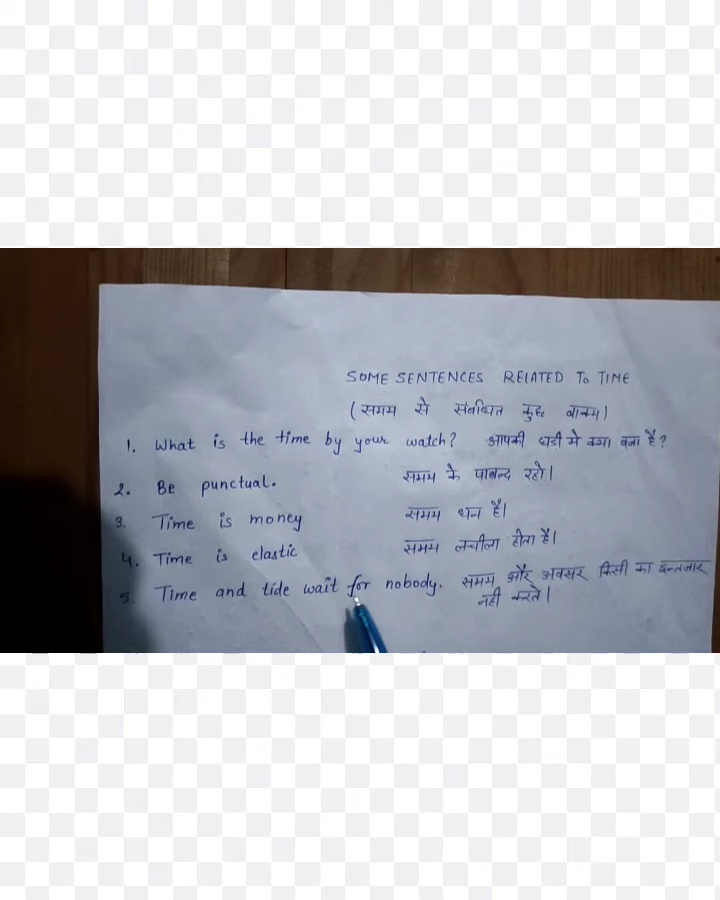 SOME SENTENCES RELATED TO TIME
(समय से संबंधित कुछ वाक्य)
1. What is the time by your watch? आपकी घडी मे क्या बजा है?
2. Be punctual. समय के पाबन्द रहो।
3. Time is money समय धन है।
4. Time is elastic समय लचीला होता है।
5. Time and tide wait for nobody. समय और अवसर किसी का इन्तजार
नही करते।